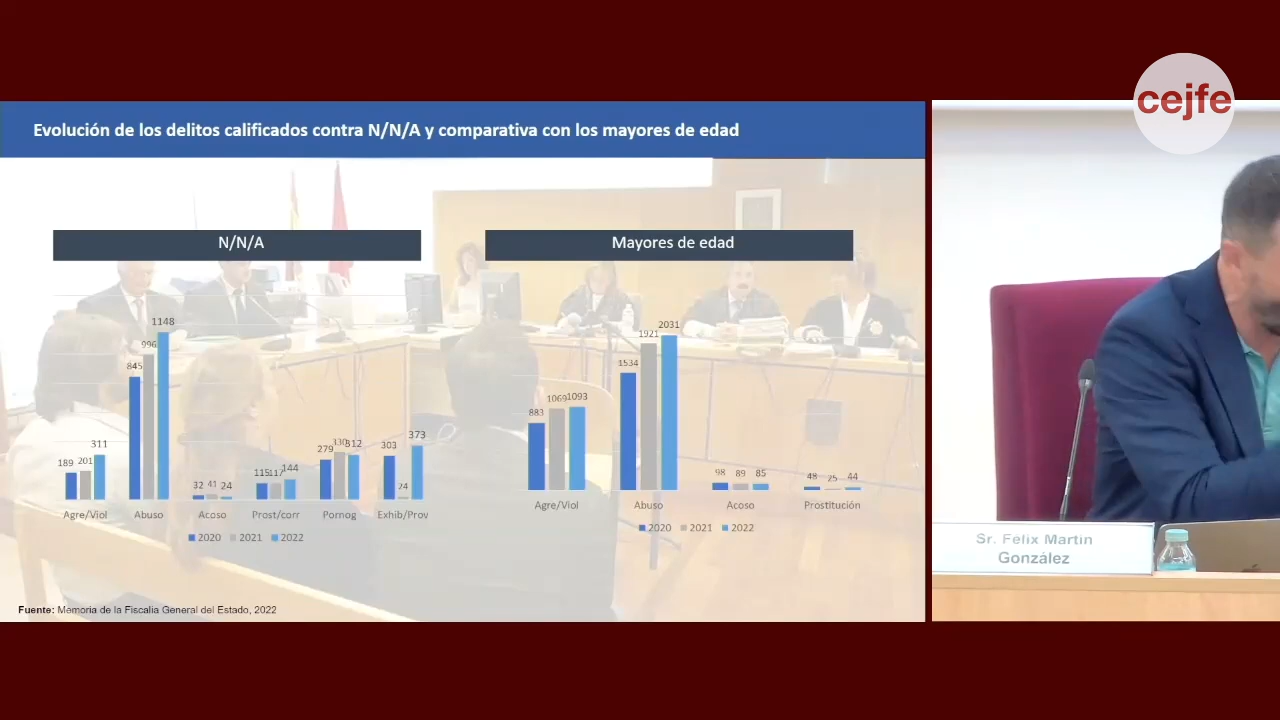 cejfe
Evolución de los delitos calificados contra N/N/A y comparativa con los mayores de edad
N/N/A
189 201 311
845 996 1148
32 41 24
115 117 144
279 330 312
303 24 373
Agre/Viol Abuso Acoso Prost/corr Pornog Exhib/Prov
2020 2021 2022
Mayores de edad
883 1069 1093
1534 1921 2031
98 89 85
48 25 44
Agre/Viol Abuso Acoso Prostitución
2020 2021 2022
Fuente: Memoria de la Fiscalía General del Estado, 2022
Sr. Felix Martin
González